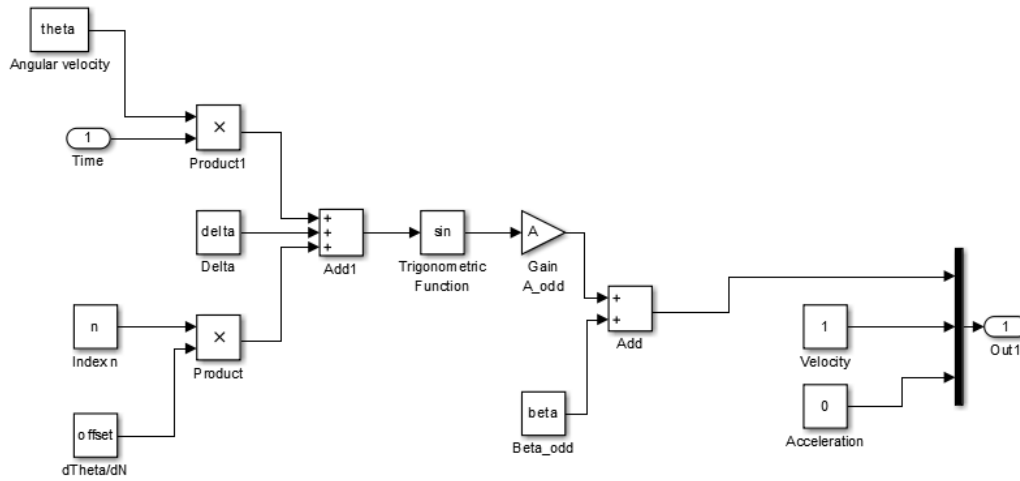 theta
Angular velocity
1
Time
×
Product1
delta
Delta
+
+
+
Add1
sin
Trigonometric
Function
A
Gain
A_odd
n
Index n
×
Product
offset
dTheta/dN
+
+
Add
beta
Beta_odd
1
Velocity
0
Acceleration
1
Out1